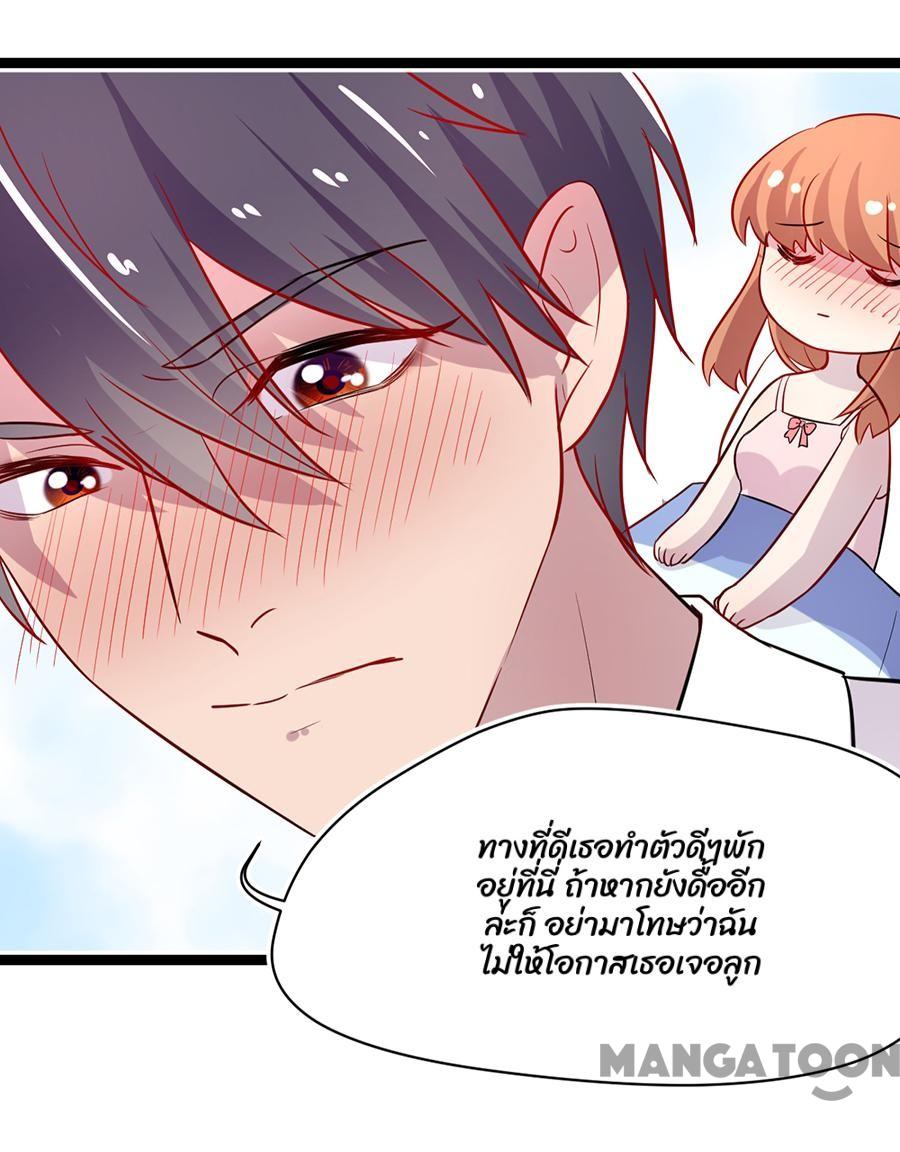 ทางที่ดีเธอทำตัวดีๆพัก
อยู่ที่นี่ ถ้าหากยังดื้ออีก
ละก็ อย่ามาโทษว่าฉัน
ไม่ให้โอกาสเธอเจอลูก
MANGATOON